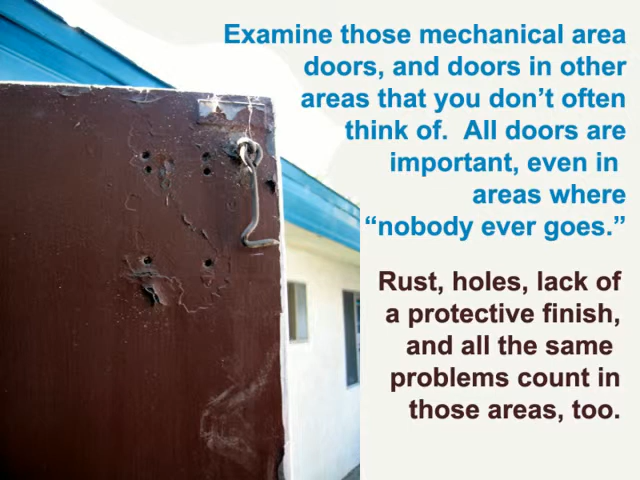 Examine those mechanical area
doors, and doors in other
areas that you don’t often
think of.  All doors are
important, even in
areas where
“nobody ever goes.”
Rust, holes, lack of
a protective finish,
and all the same
problems count in
those areas, too.